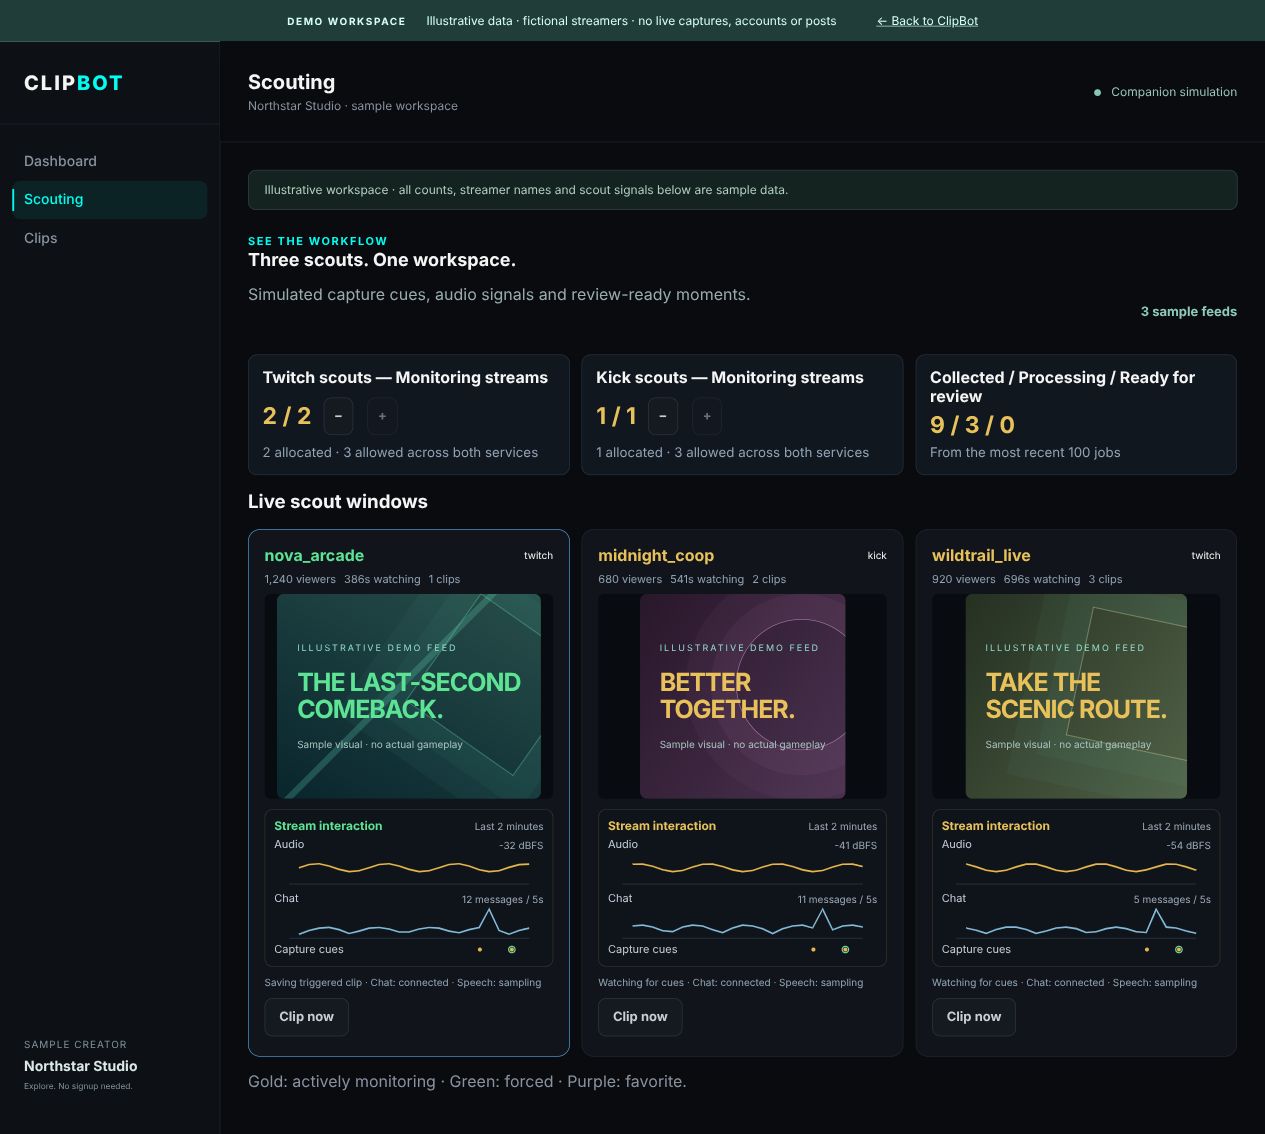 DEMO WORKSPACE Illustrative data · fictional streamers · no live captures, accounts or posts ← Back to ClipBot
CLIPBOT
Dashboard
Scouting
Clips
Scouting
Northstar Studio · sample workspace
Companion simulation
Illustrative workspace · all counts, streamer names and scout signals below are sample data.
SEE THE WORKFLOW
Three scouts. One workspace.
Simulated capture cues, audio signals and review-ready moments.
3 sample feeds
Twitch scouts — Monitoring streams
2 / 2 − +
2 allocated · 3 allowed across both services
Kick scouts — Monitoring streams
1 / 1 − +
1 allocated · 3 allowed across both services
Collected / Processing / Ready for
review
9 / 3 / 0
From the most recent 100 jobs
Live scout windows
nova_arcade twitch
1,240 viewers 386s watching 1 clips
ILLUSTRATIVE DEMO FEED
THE LAST-SECOND
COMEBACK.
Sample visual · no actual gameplay
Stream interaction Last 2 minutes
Audio -32 dBFS
Chat 12 messages / 5s
Capture cues
Saving triggered clip · Chat: connected · Speech: sampling
Clip now
midnight_coop kick
680 viewers 541s watching 2 clips
ILLUSTRATIVE DEMO FEED
BETTER
TOGETHER.
Sample visual · no actual gameplay
Stream interaction Last 2 minutes
Audio -41 dBFS
Chat 11 messages / 5s
Capture cues
Watching for cues · Chat: connected · Speech: sampling
Clip now
wildtrail_live twitch
920 viewers 696s watching 3 clips
ILLUSTRATIVE DEMO FEED
TAKE THE
SCENIC ROUTE.
Sample visual · no actual gameplay
Stream interaction Last 2 minutes
Audio -54 dBFS
Chat 5 messages / 5s
Capture cues
Watching for cues · Chat: connected · Speech: sampling
Clip now
Gold: actively monitoring · Green: forced · Purple: favorite.
SAMPLE CREATOR
Northstar Studio
Explore. No signup needed.